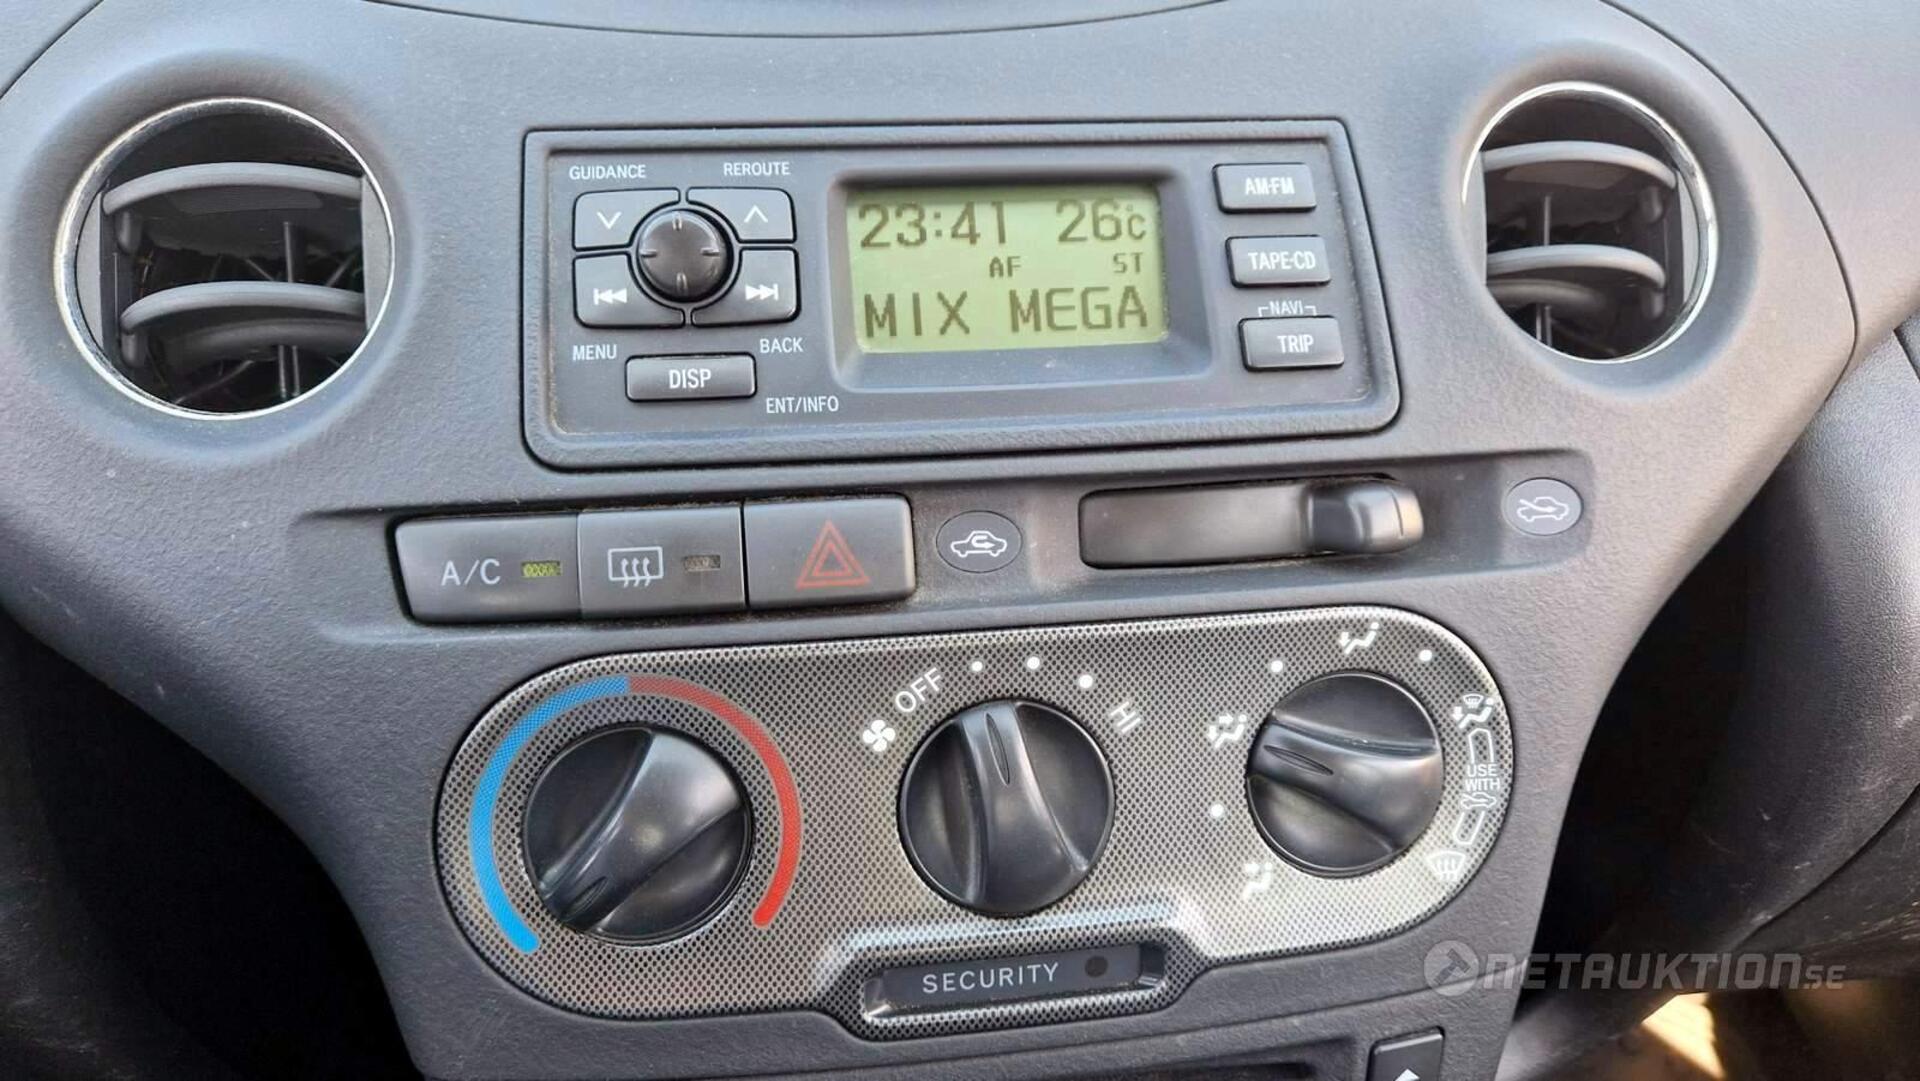 GUIDANCE REROUTE
MENU BACK
DISP
ENT/INFO
23:41 26°C
AF ST
MIX MEGA
AM·FM
TAPE·CD
NAVI
TRIP
A/C
OFF
HI
USE
WITH
SECURITY
NETAUKTION.SE